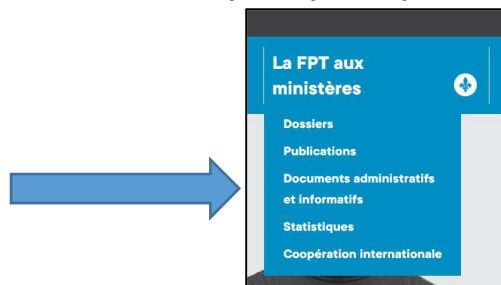 La FPT aux
ministères
Dossiers
Publications
Documents administratifs
et informatifs
Statistiques
Coopération internationale